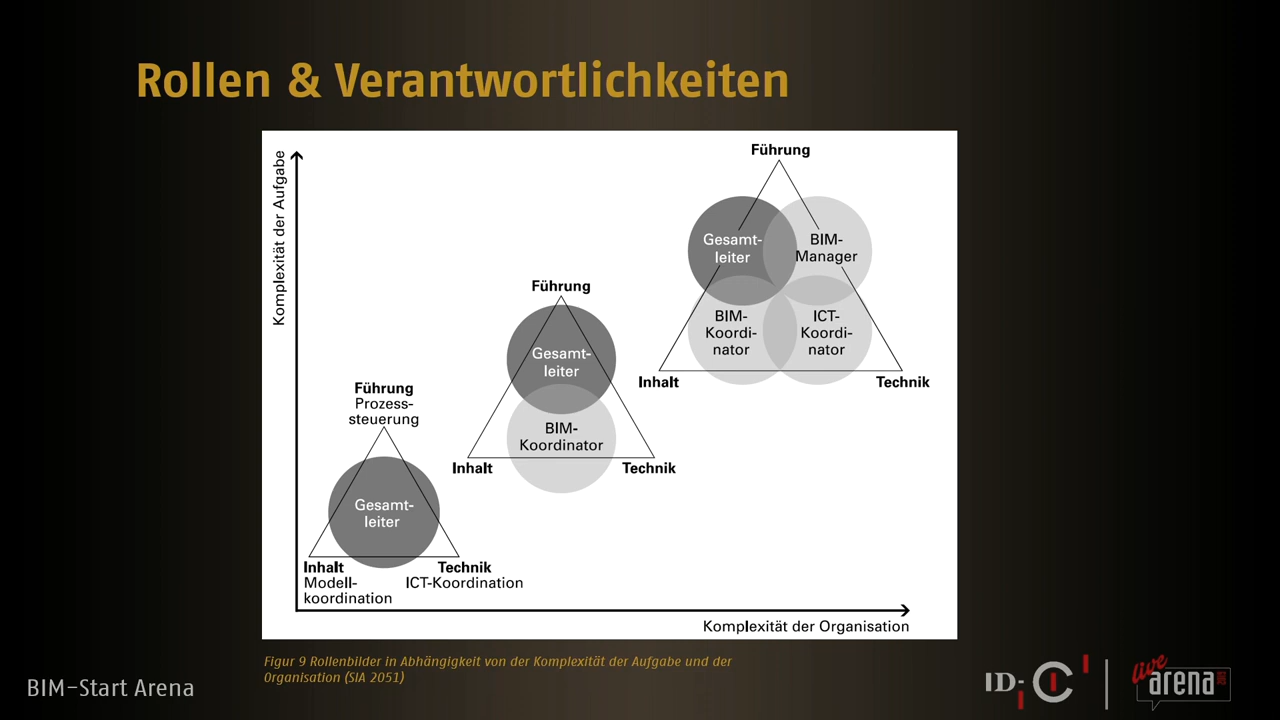 Rollen & Verantwortlichkeiten
Komplexität der Aufgabe
Führung
Gesamt-
leiter
BIM-
Manager
BIM-
Koordi-
nator
ICT-
Koordi-
nator
Inhalt
Technik
Führung
Gesamt-
leiter
BIM-
Koordinator
Inhalt
Technik
Führung
Prozess-
steuerung
Gesamt-
leiter
Inhalt
Modell-
koordination
Technik
ICT-Koordination
Komplexität der Organisation
Figur 9 Rollenbilder in Abhängigkeit von der Komplexität der Aufgabe und der
Organisation (SIA 2051)
BIM-Start Arena
ID-C
live
arena